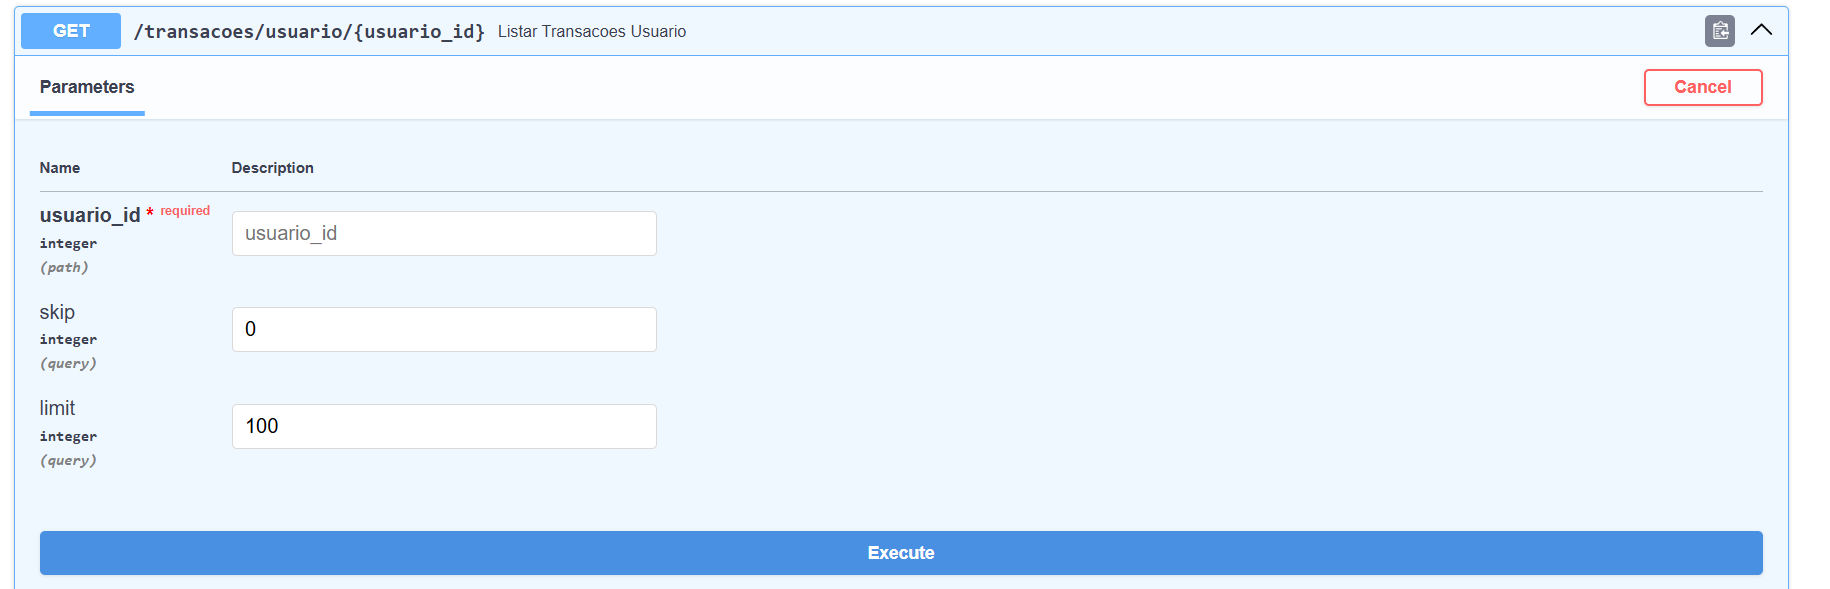 GET /transacoes/usuario/{usuario_id} Listar Transacoes Usuario
Parameters
Cancel
Name Description
usuario_id * required
integer
(path)
usuario_id
skip
integer
(query)
0
limit
integer
(query)
100
Execute